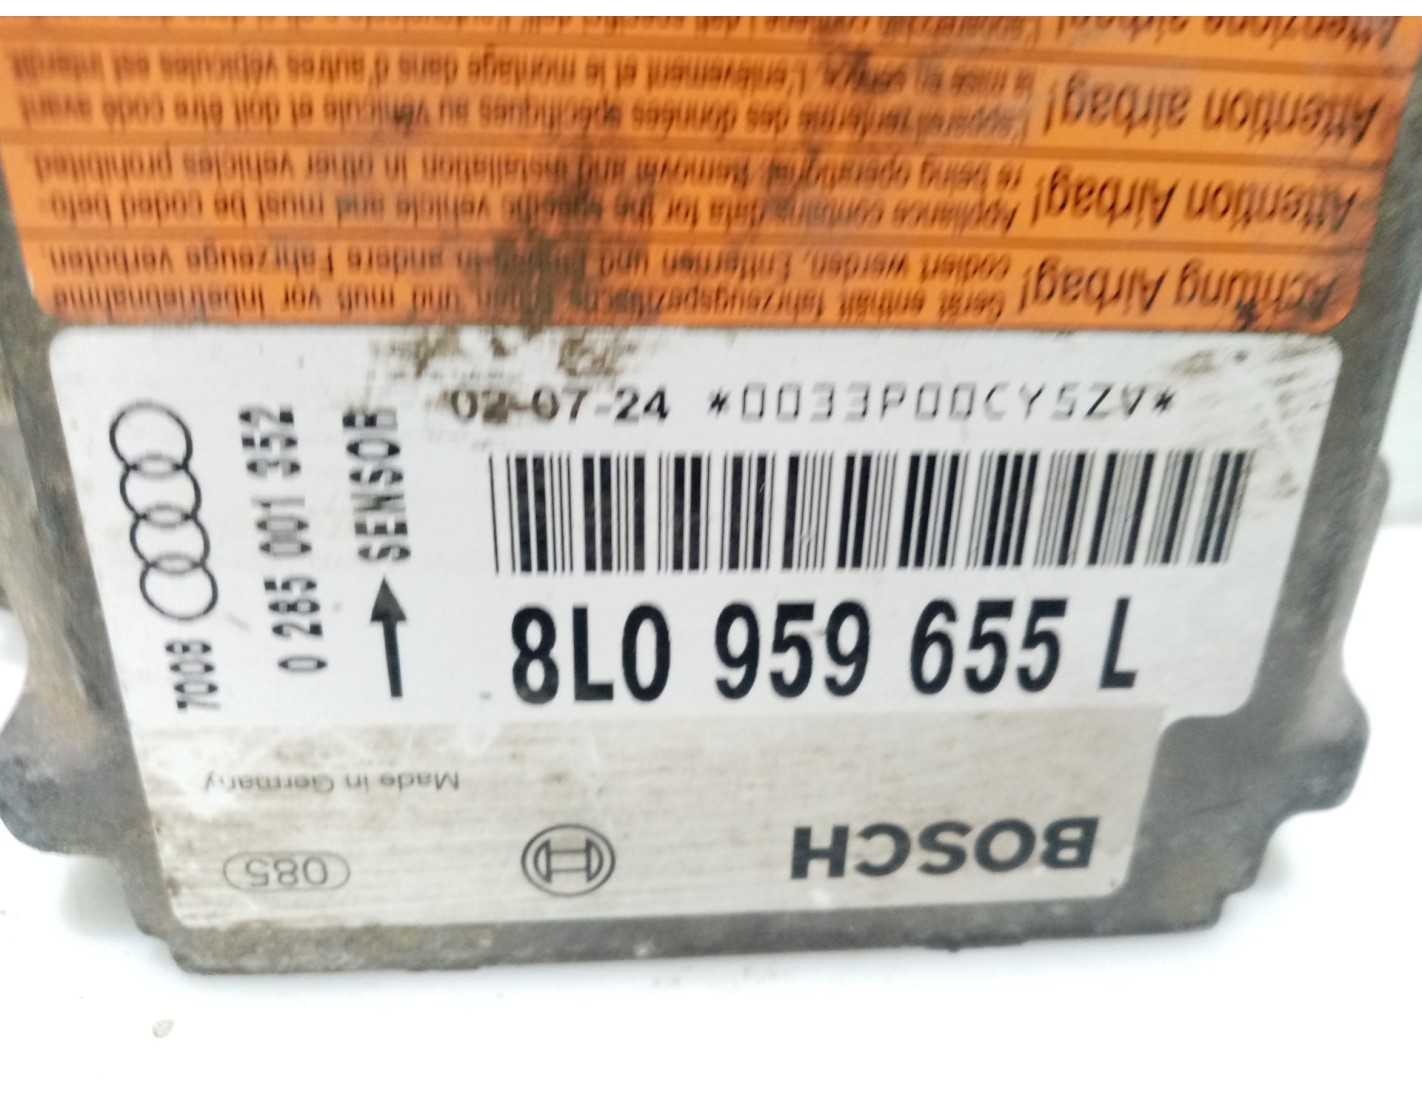 Attenzione airbag!
Attention airbag! l'appareil renferme des données spécifiques au véhicule et doit être codé avant
la mise en service. L'enlèvement et le montage dans d'autres véhicules est interdit
Attention Airbag! Appliance contains data for the specific vehicle and must be coded befo-
re being operational. Removal and installation in other vehicles prohibited.
Achtung Airbag! Gerät enthält fahrzeugspezifische Daten und muß vor Inbetriebnahme
codiert werden. Entfernen und Einbau in andere Fahrzeuge verboten.
02-07-24 *0033P00CY5ZV*
7008
0 285 001 352
SENSOR
8L0 959 655 L
Made in Germany
BOSCH
085